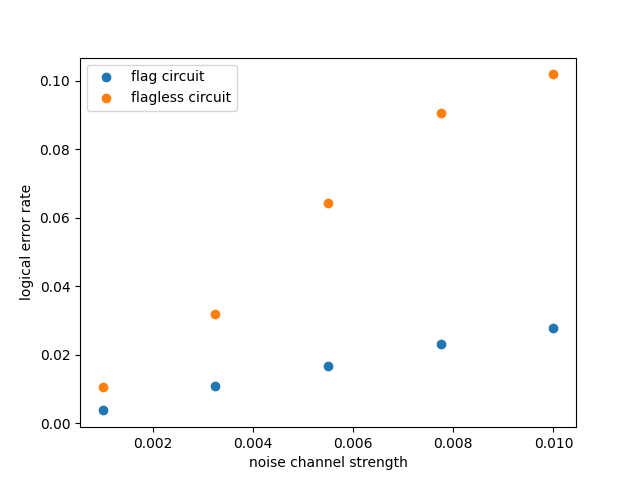 flag circuit
flagless circuit
0.10
0.08
0.06
0.04
0.02
0.00
logical error rate
0.002 0.004 0.006 0.008 0.010
noise channel strength